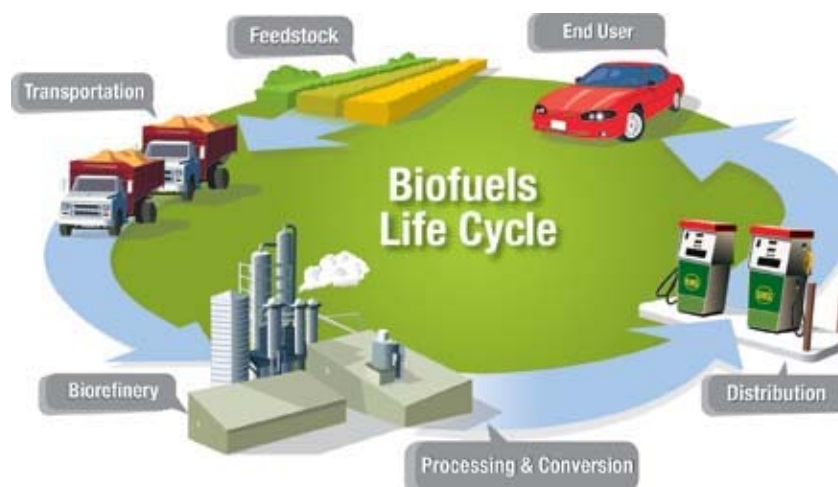 Feedstock
End User
Transportation
Biofuels
Life Cycle
Biorefinery
Distribution
Processing & Conversion